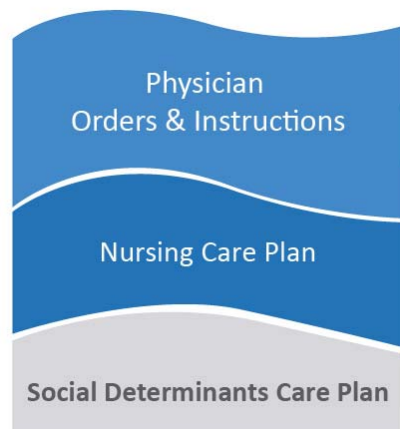 Physician
Orders & Instructions
Nursing Care Plan
Social Determinants Care Plan